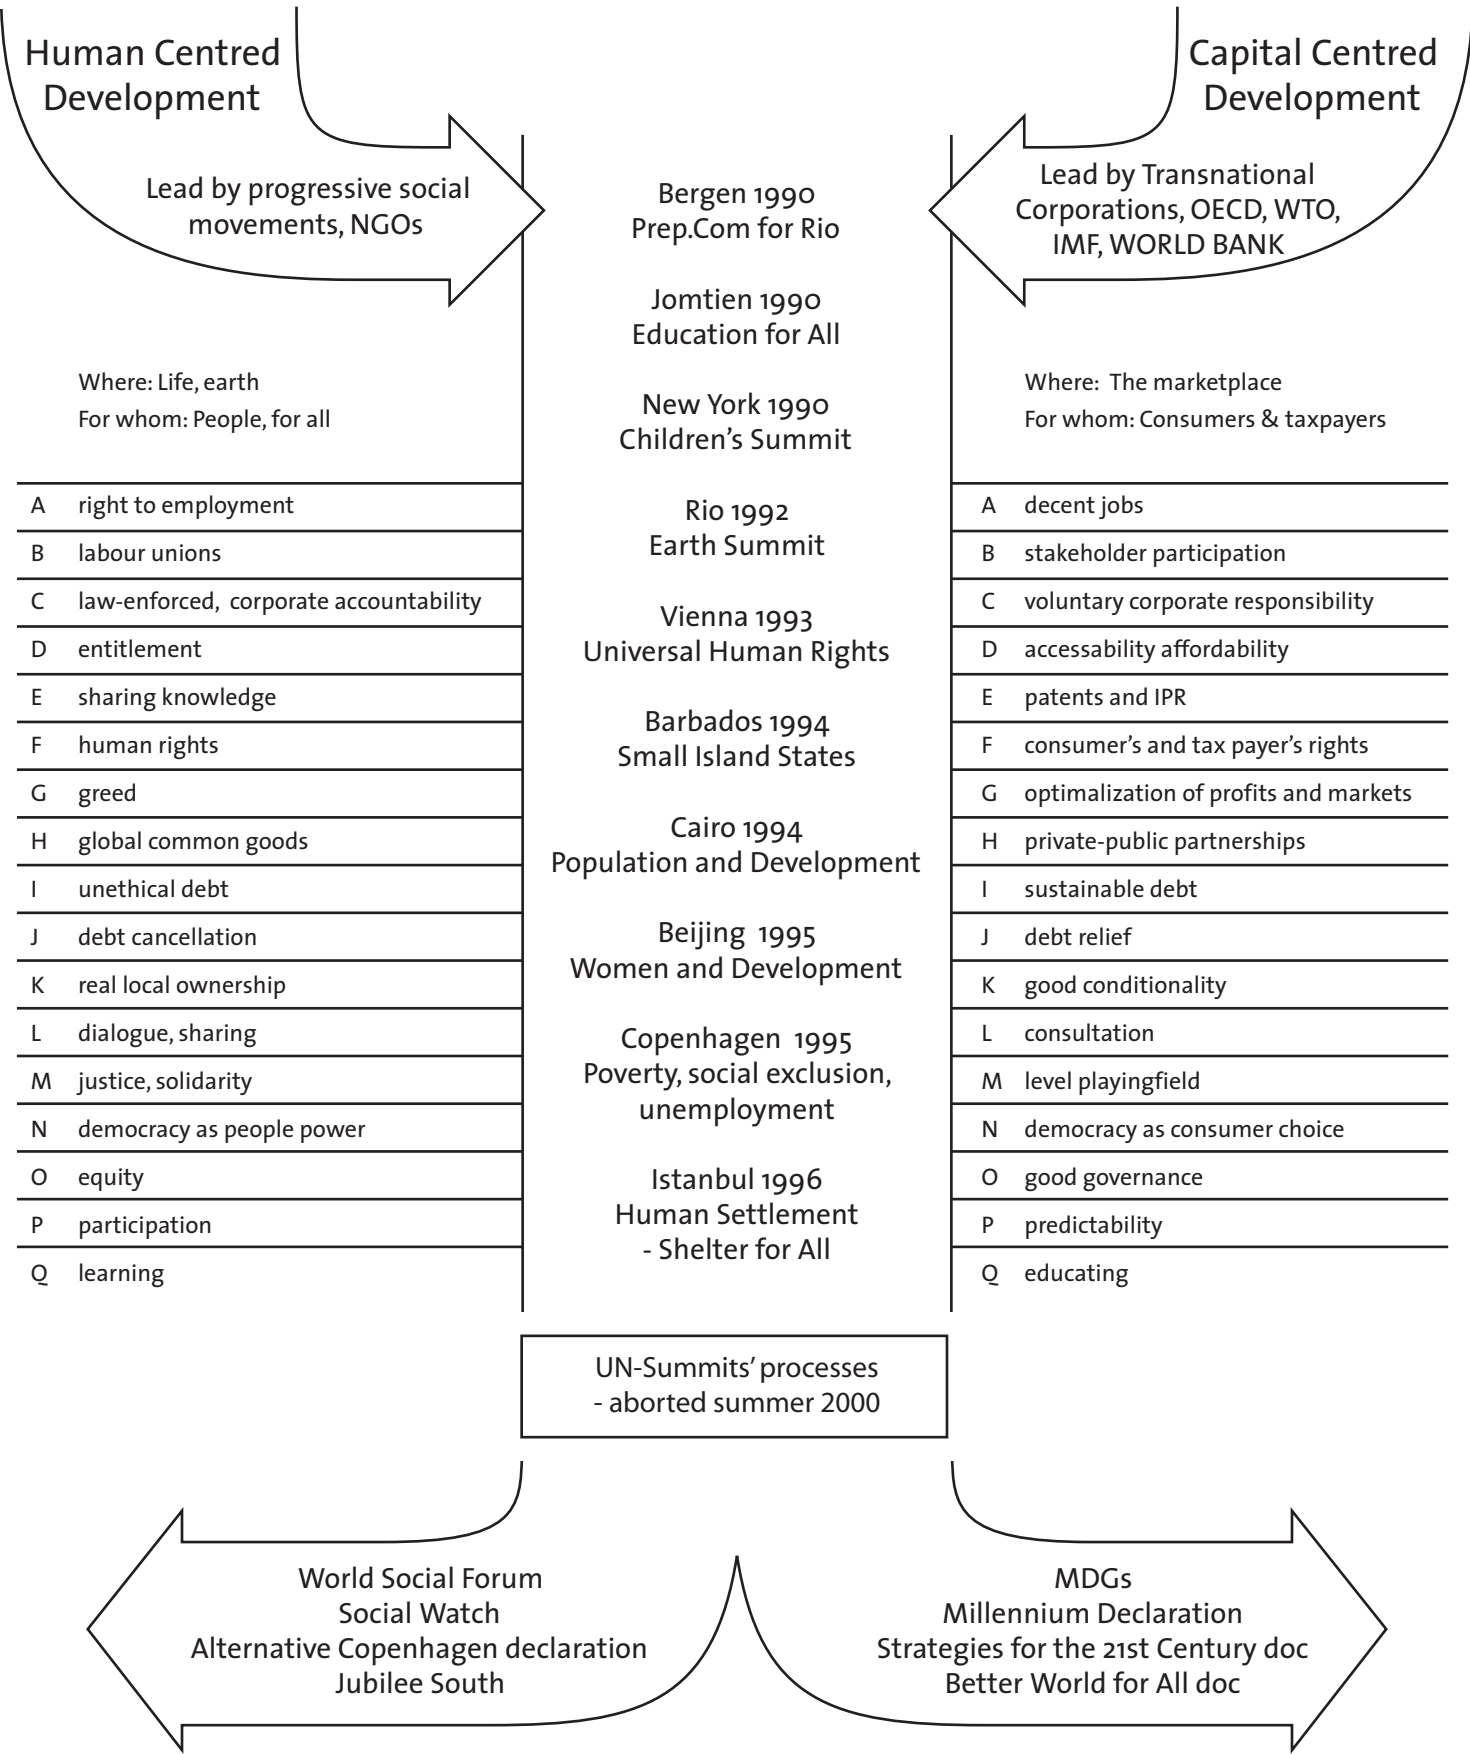 Human Centred
Development
Lead by progressive social
movements, NGOs
Where: Life, earth
For whom: People, for all
A right to employment
B labour unions
C law-enforced, corporate accountability
D entitlement
E sharing knowledge
F human rights
G greed
H global common goods
I unethical debt
J debt cancellation
K real local ownership
L dialogue, sharing
M justice, solidarity
N democracy as people power
O equity
P participation
Q learning
Bergen 1990
Prep.Com for Rio
Jomtien 1990
Education for All
New York 1990
Children's Summit
Rio 1992
Earth Summit
Vienna 1993
Universal Human Rights
Barbados 1994
Small Island States
Cairo 1994
Population and Development
Beijing 1995
Women and Development
Copenhagen 1995
Poverty, social exclusion,
unemployment
Istanbul 1996
Human Settlement
- Shelter for All
Capital Centred
Development
Lead by Transnational
Corporations, OECD, WTO,
IMF, WORLD BANK
Where: The marketplace
For whom: Consumers & taxpayers
A decent jobs
B stakeholder participation
C voluntary corporate responsibility
D accessability affordability
E patents and IPR
F consumer's and tax payer's rights
G optimalization of profits and markets
H private-public partnerships
I sustainable debt
J debt relief
K good conditionality
L consultation
M level playingfield
N democracy as consumer choice
O good governance
P predictability
Q educating
UN-Summits' processes
- aborted summer 2000
World Social Forum
Social Watch
Alternative Copenhagen declaration
Jubilee South
MDGs
Millennium Declaration
Strategies for the 21st Century doc
Better World for All doc